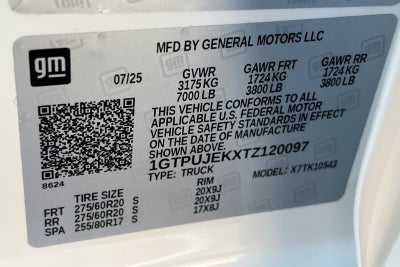 gm
MFD BY GENERAL MOTORS LLC
07/25 GVWR GAWR FRT GAWR RR
3175 KG 1724 KG 1724 KG
7000 LB 3800 LB 3800 LB
THIS VEHICLE CONFORMS TO ALL
APPLICABLE U.S. FEDERAL MOTOR
VEHICLE SAFETY STANDARDS IN EFFECT
ON THE DATE OF MANUFACTURE
SHOWN ABOVE.
1GTPUJEKXTZ120097
TYPE: TRUCK MODEL: X7TK10543
8624
TIRE SIZE RIM
FRT 275/60R20 S 20X9J
RR 275/60R20 S 20X9J
SPA 255/80R17 S 17X8J